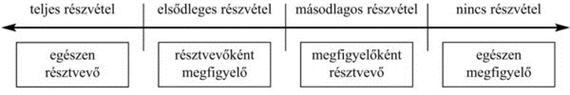 teljes részvétel elsődleges részvétel másodlagos részvétel nincs részvétel
egészen résztvevő
résztvevőként megfigyelő
megfigyelőként résztvevő
egészen megfigyelő